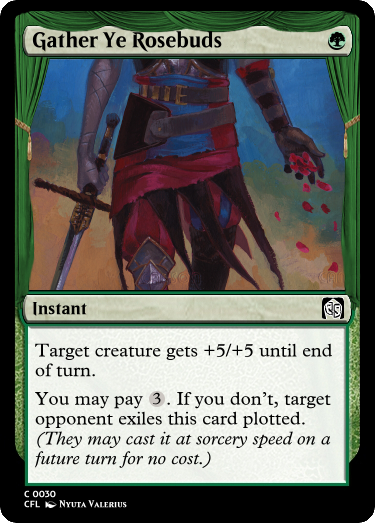 Gather Ye Rosebuds
Instant
Target creature gets +5/+5 until end
of turn.
You may pay 3. If you don't, target
opponent exiles this card plotted.
(They may cast it at sorcery speed on a
future turn for no cost.)
C 0030
CFL Nyuta Valerius